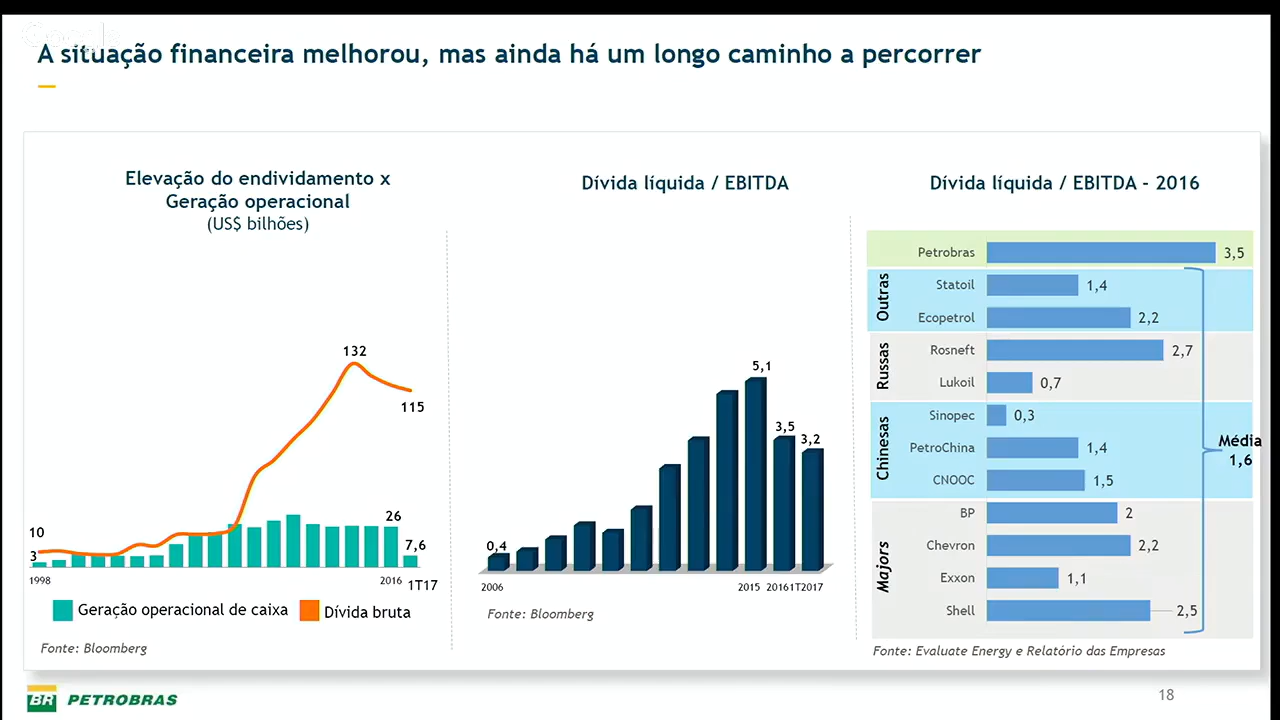 Google
A situação financeira melhorou, mas ainda há um longo caminho a percorrer
Elevação do endividamento x
Geração operacional
(US$ bilhões)
132
115
10
3
26
7,6
1998
2016
1T17
Geração operacional de caixa
Dívida bruta
Fonte: Bloomberg
Dívida líquida / EBITDA
5,1
3,5
3,2
0,4
2006
2015
2016
1T2017
Fonte: Bloomberg
Dívida líquida / EBITDA - 2016
Petrobras 3,5
Outras
Statoil 1,4
Ecopetrol 2,2
Russas
Rosneft 2,7
Lukoil 0,7
Chinesas
Sinopec 0,3
PetroChina 1,4
CNOOC 1,5
Majors
BP 2
Chevron 2,2
Exxon 1,1
Shell 2,5
Média
1,6
Fonte: Evaluate Energy e Relatório das Empresas
BR PETROBRAS
18